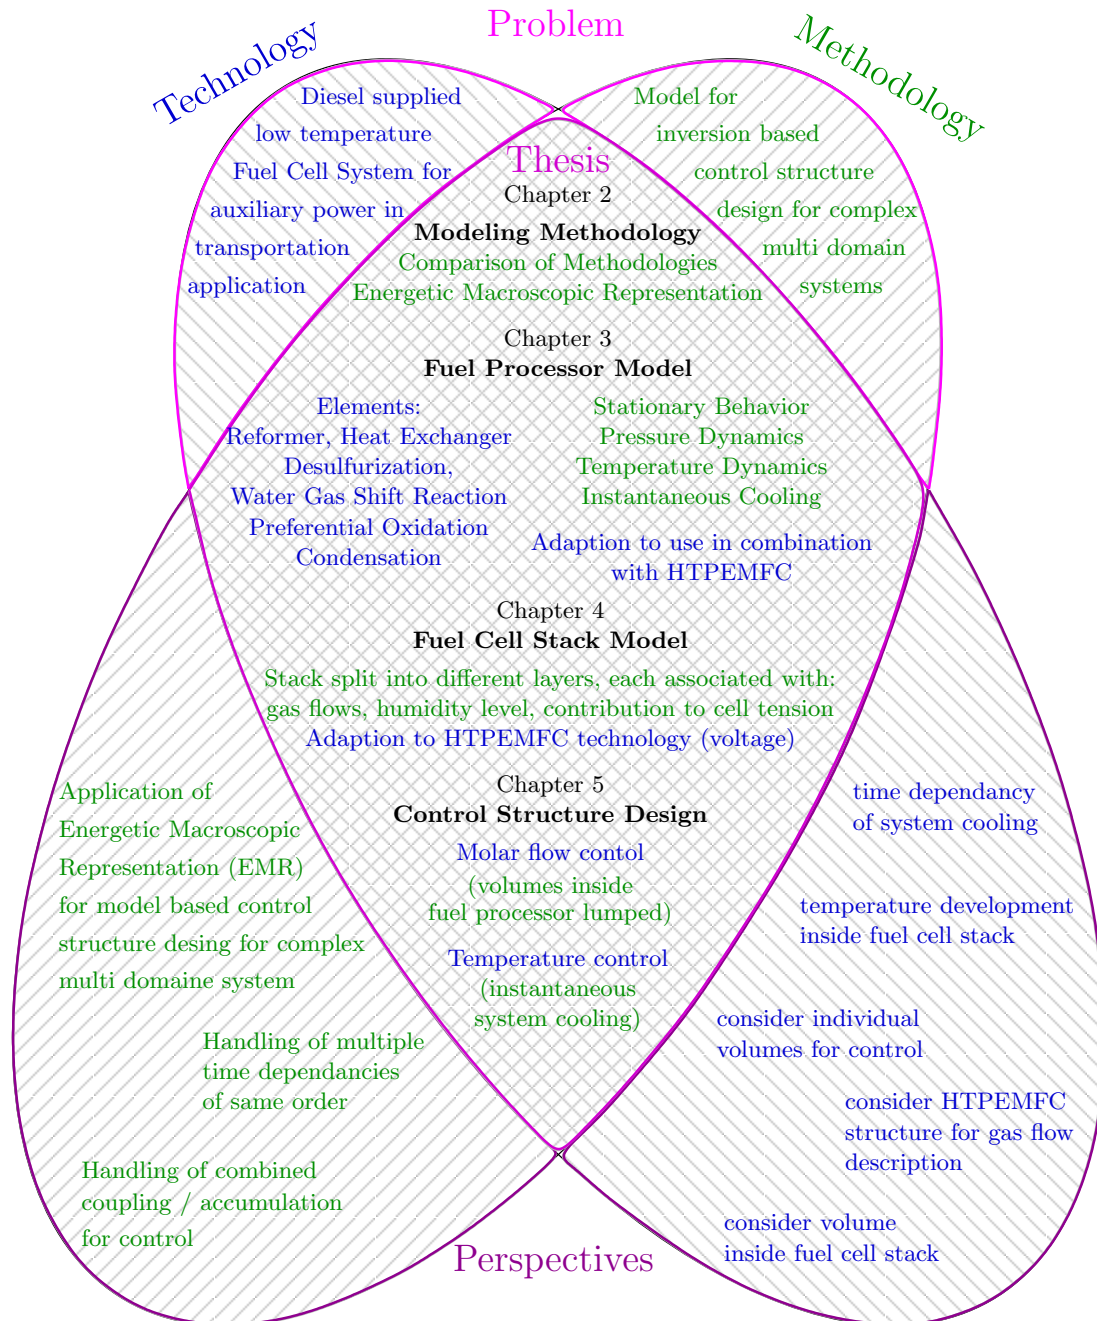 Problem
Technology
Methodology
Diesel supplied
low temperature
Fuel Cell System for
auxiliary power in
transportation
application
Model for
inversion based
control structure
design for complex
multi domain
systems
Thesis
Chapter 2
Modeling Methodology
Comparison of Methodologies
Energetic Macroscopic Representation
Chapter 3
Fuel Processor Model
Elements:
Reformer, Heat Exchanger
Desulfurization,
Water Gas Shift Reaction
Preferential Oxidation
Condensation
Stationary Behavior
Pressure Dynamics
Temperature Dynamics
Instantaneous Cooling
Adaption to use in combination
with HTPEMFC
Chapter 4
Fuel Cell Stack Model
Stack split into different layers, each associated with:
gas flows, humidity level, contribution to cell tension
Adaption to HTPEMFC technology (voltage)
Chapter 5
Control Structure Design
Molar flow contol
(volumes inside
fuel processor lumped)
Temperature control
(instantaneous
system cooling)
Application of
Energetic Macroscopic
Representation (EMR)
for model based control
structure desing for complex
multi domaine system
Handling of multiple
time dependancies
of same order
Handling of combined
coupling / accumulation
for control
time dependancy
of system cooling
temperature development
inside fuel cell stack
consider individual
volumes for control
consider HTPEMFC
structure for gas flow
description
consider volume
inside fuel cell stack
Perspectives